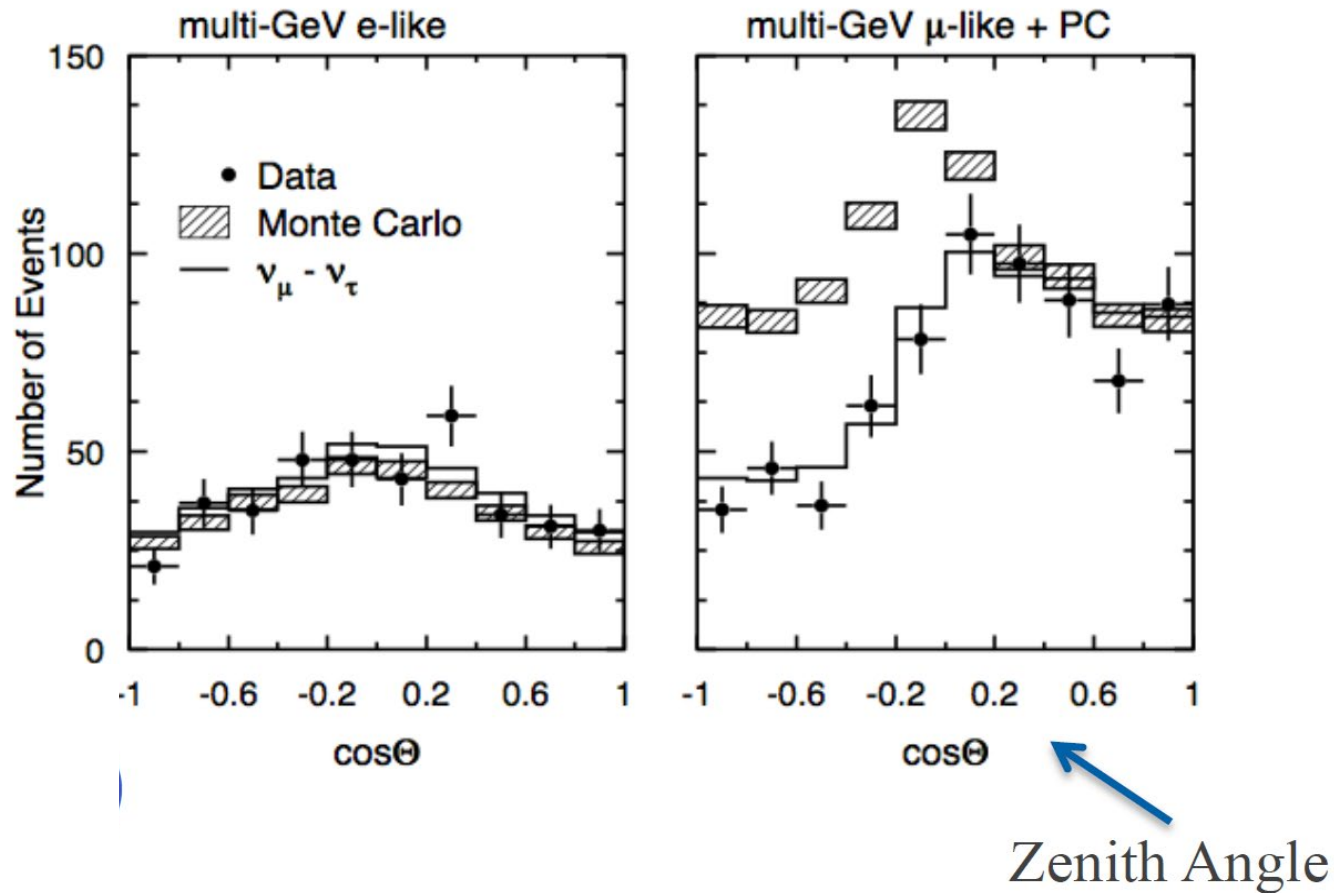 multi-GeV e-like
multi-GeV μ-like + PC
Number of Events
150
100
50
0
Data
Monte Carlo
νμ - ντ
-1 -0.6 -0.2 0.2 0.6 1
-1 -0.6 -0.2 0.2 0.6 1
cosΘ
cosΘ
)
Zenith Angle